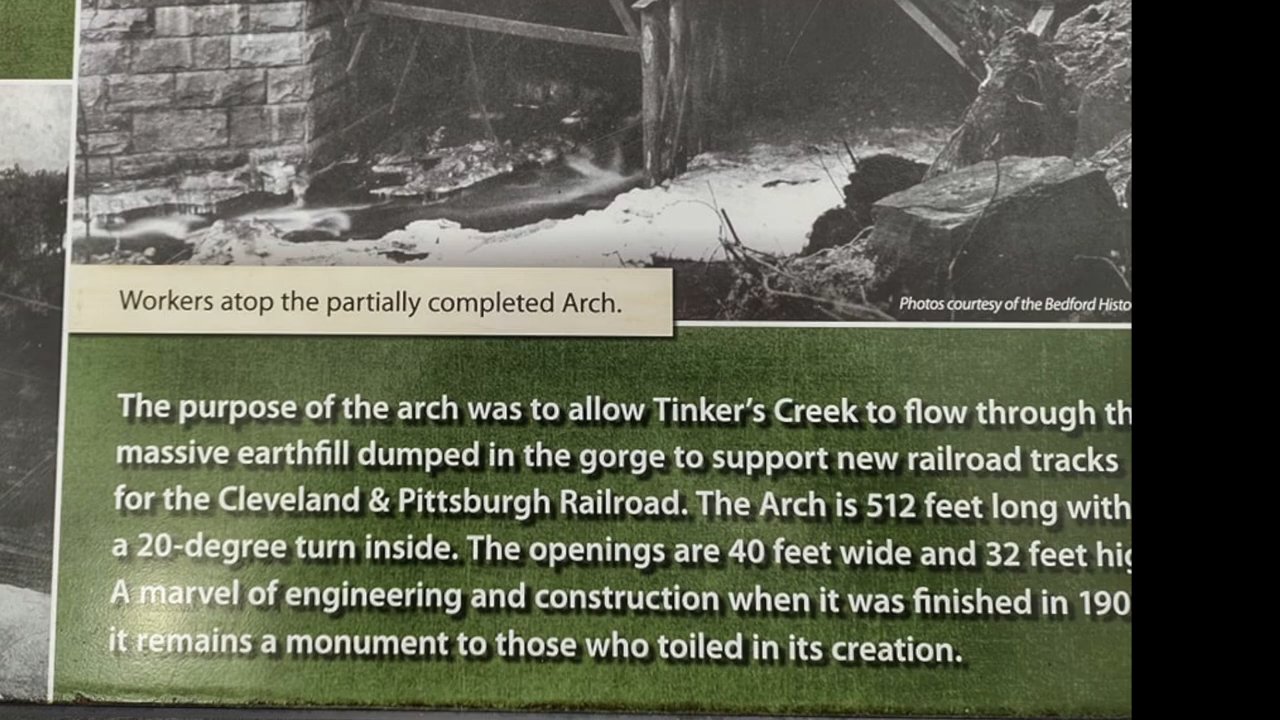 Workers atop the partially completed Arch.
Photos courtesy of the Bedford Histo
The purpose of the arch was to allow Tinker's Creek to flow through th
massive earthfill dumped in the gorge to support new railroad tracks
for the Cleveland & Pittsburgh Railroad. The Arch is 512 feet long with
a 20-degree turn inside. The openings are 40 feet wide and 32 feet hig
A marvel of engineering and construction when it was finished in 190
it remains a monument to those who toiled in its creation.